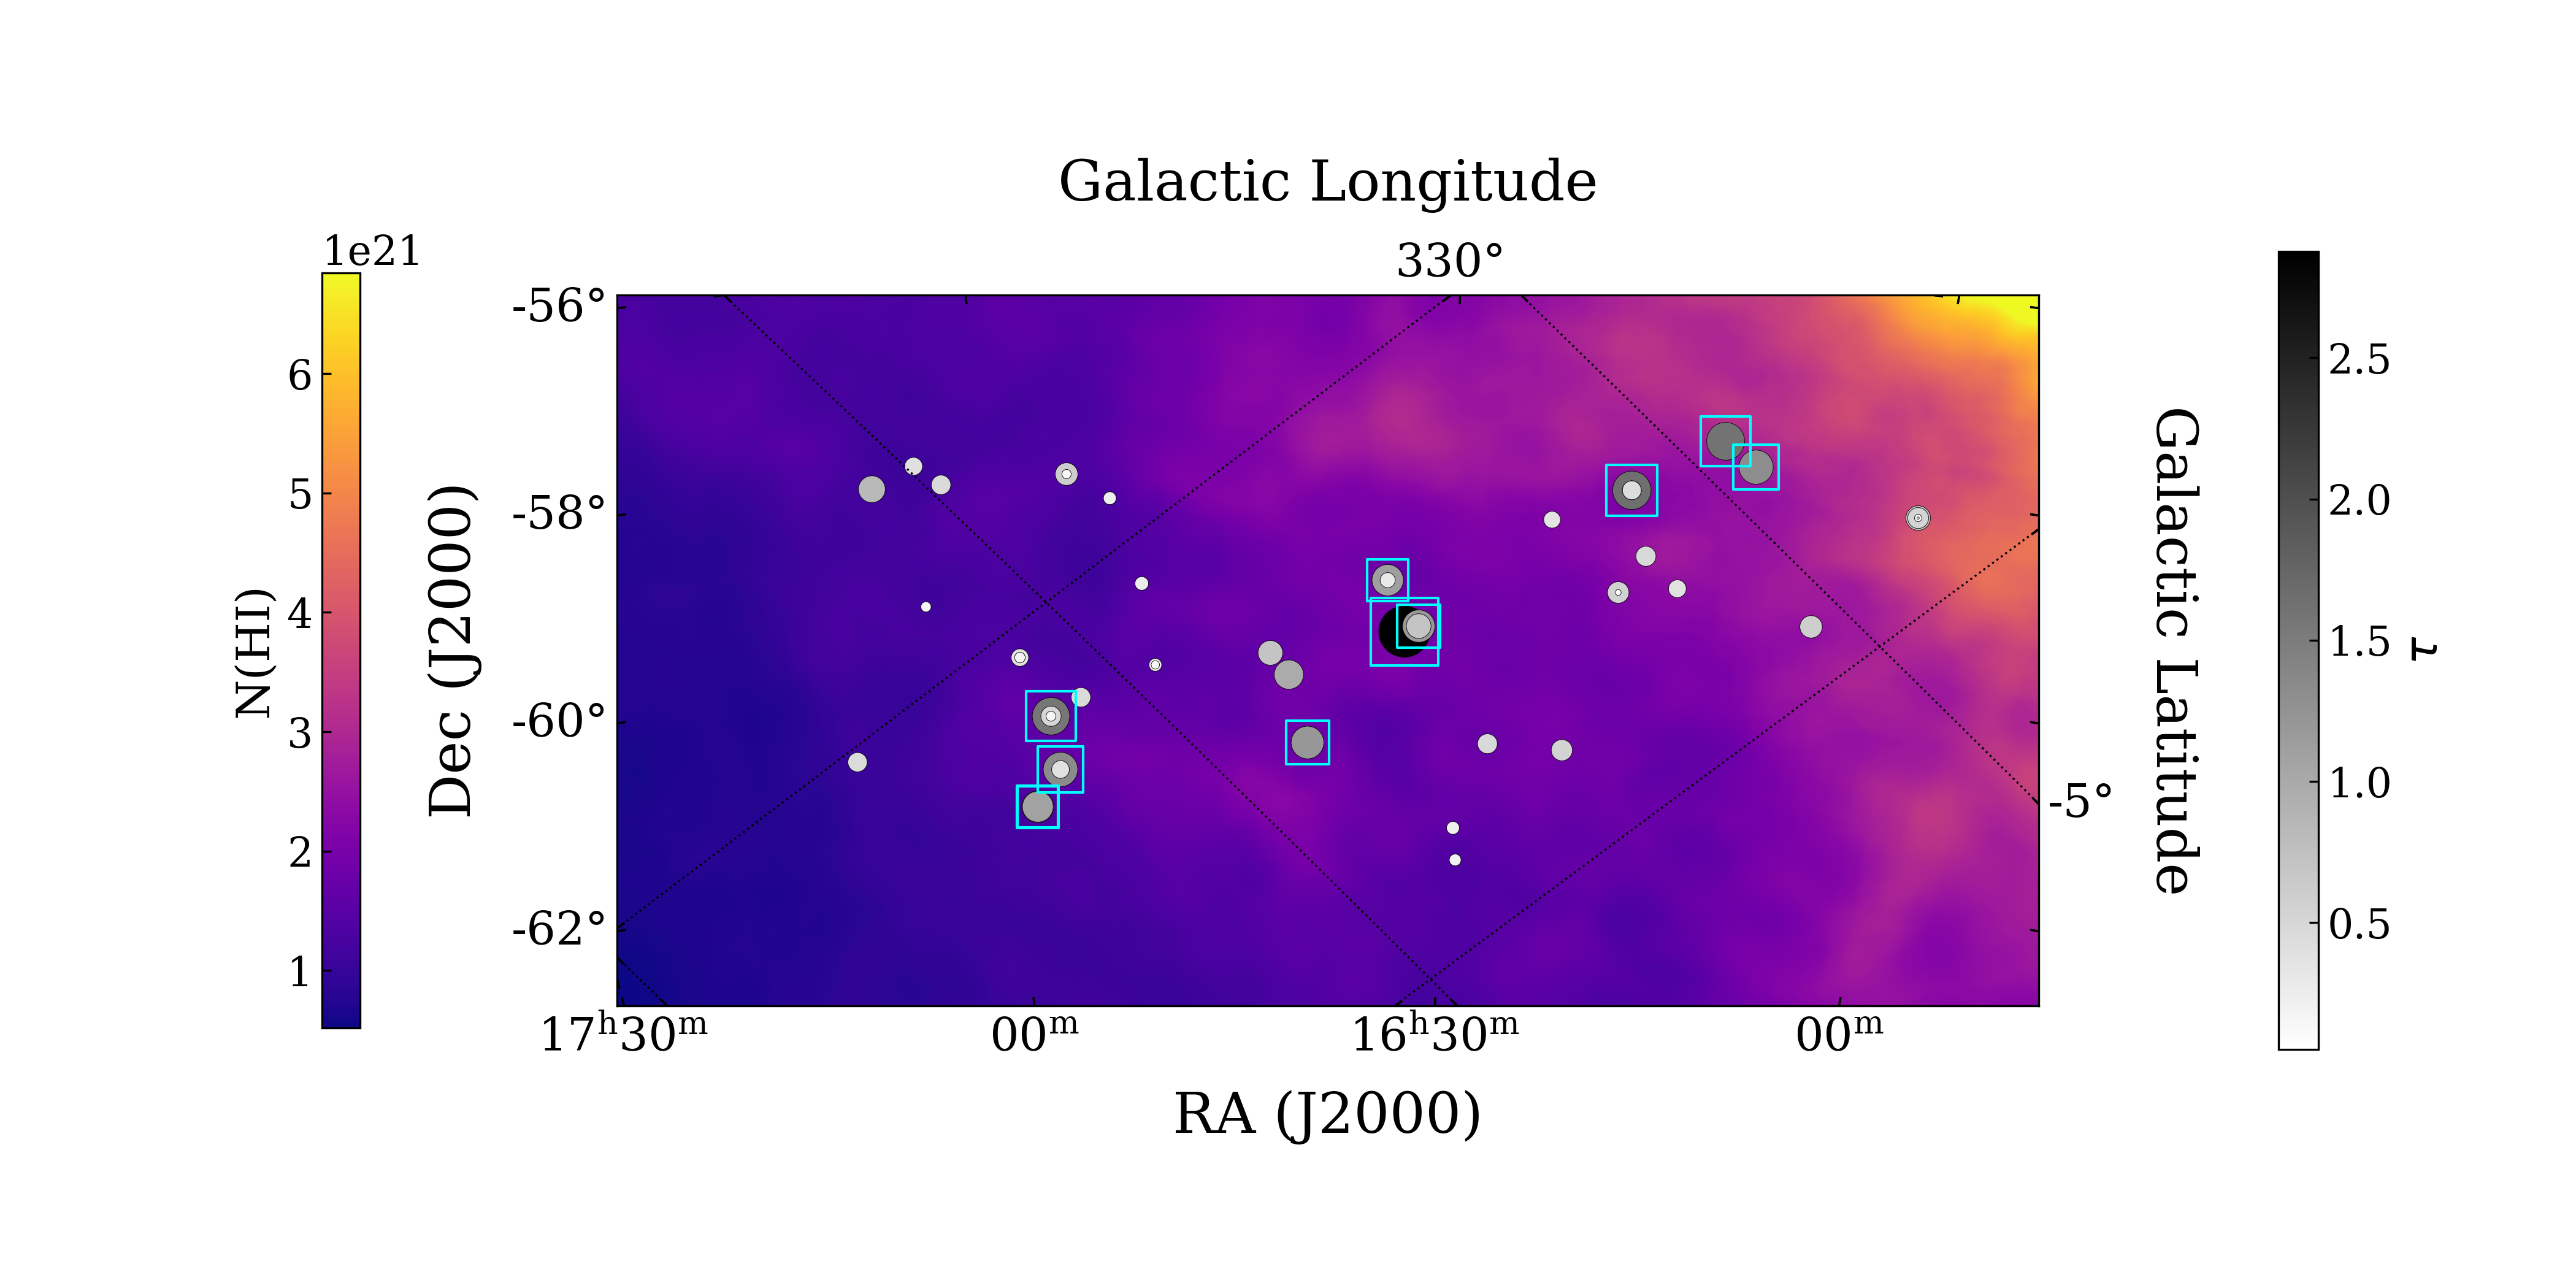 Galactic Longitude
330°
1e21
6
5
4
3
2
1
N(HI)
Dec (J2000)
-56°
-58°
-60°
-62°
-5°
Galactic Latitude
2.5
2.0
1.5
1.0
0.5
τ
17ʰ30ᵐ
00ᵐ
16ʰ30ᵐ
00ᵐ
RA (J2000)